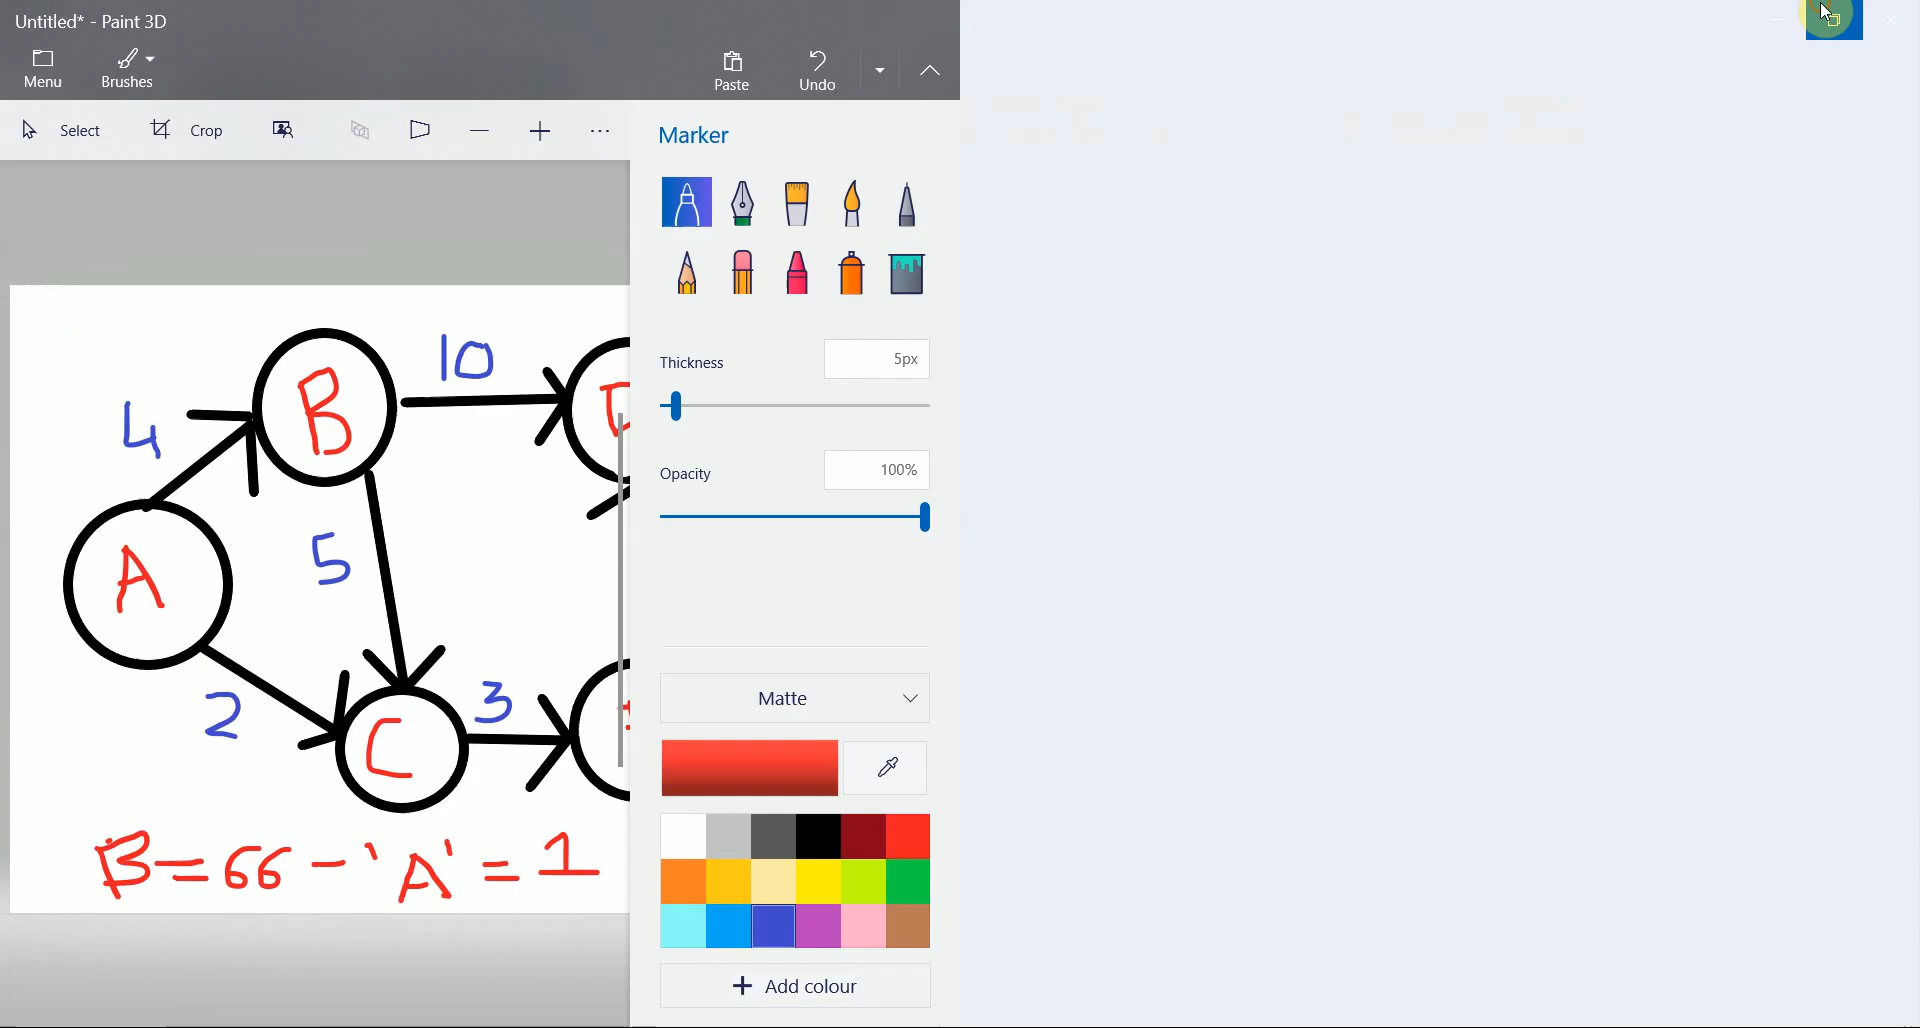 Untitled* - Paint 3D
Menu
Brushes
Paste
Undo
Select
Crop
Marker
Thickness
5px
Opacity
100%
Matte
Add colour
10
B
4
5
A
2
3
C
B = 66 - 'A' = 1